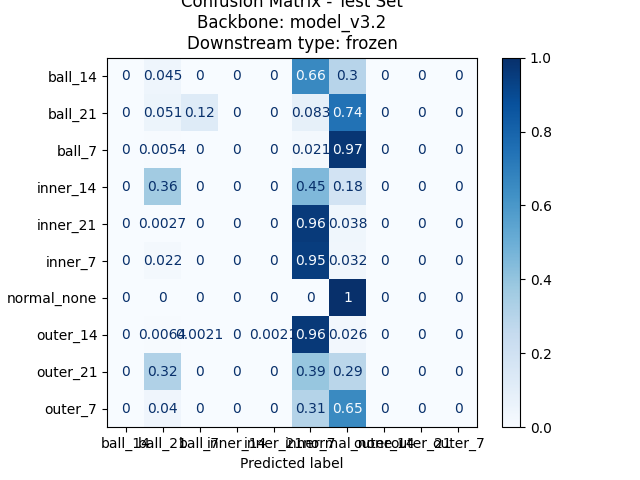 Confusion Matrix - Test Set
Backbone: model_v3.2
Downstream type: frozen
ball_14 0 0.045 0 0 0 0.66 0.3 0 0 0
ball_21 0 0.051 0.12 0 0 0.083 0.74 0 0 0
ball_7 0 0.0054 0 0 0 0.021 0.97 0 0 0
inner_14 0 0.36 0 0 0 0.45 0.18 0 0 0
inner_21 0 0.0027 0 0 0 0.96 0.038 0 0 0
inner_7 0 0.022 0 0 0 0.95 0.032 0 0 0
normal_none 0 0 0 0 0 0 1 0 0 0
outer_14 0 0.0064 0.0021 0 0.0021 0.96 0.026 0 0 0
outer_21 0 0.32 0 0 0 0.39 0.29 0 0 0
outer_7 0 0.04 0 0 0 0.31 0.65 0 0 0
ball_14 ball_21 ball_7 inner_14 inner_21 inner_7 normal_none outer_14 outer_21 outer_7
Predicted label
1.0
0.8
0.6
0.4
0.2
0.0